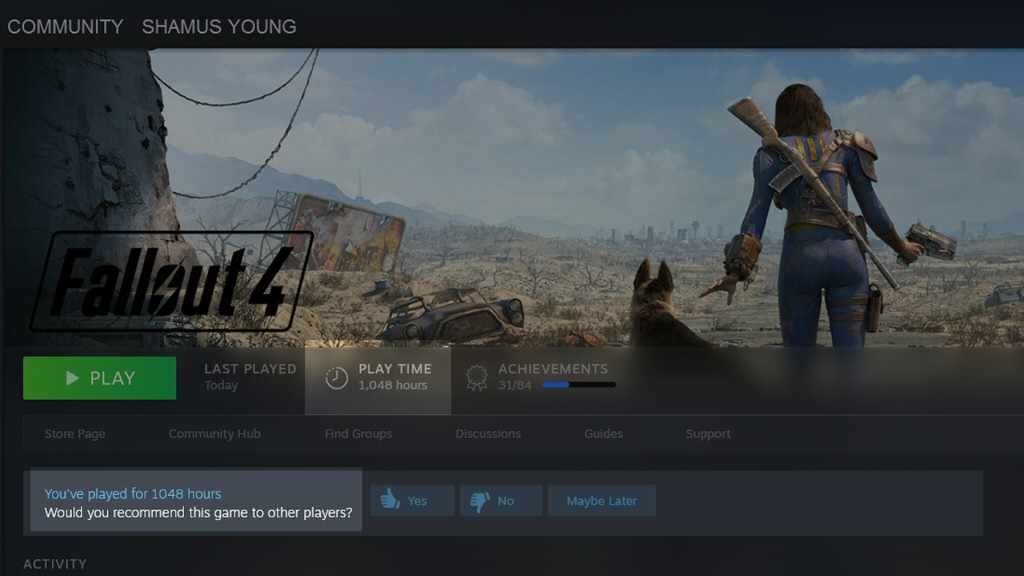 COMMUNITY SHAMUS YOUNG
Fallout 4
PLAY
LAST PLAYED
Today
PLAY TIME
1,048 hours
ACHIEVEMENTS
31/84
Store Page Community Hub Find Groups Discussions Guides Support
You've played for 1048 hours
Would you recommend this game to other players?
Yes No Maybe Later
ACTIVITY